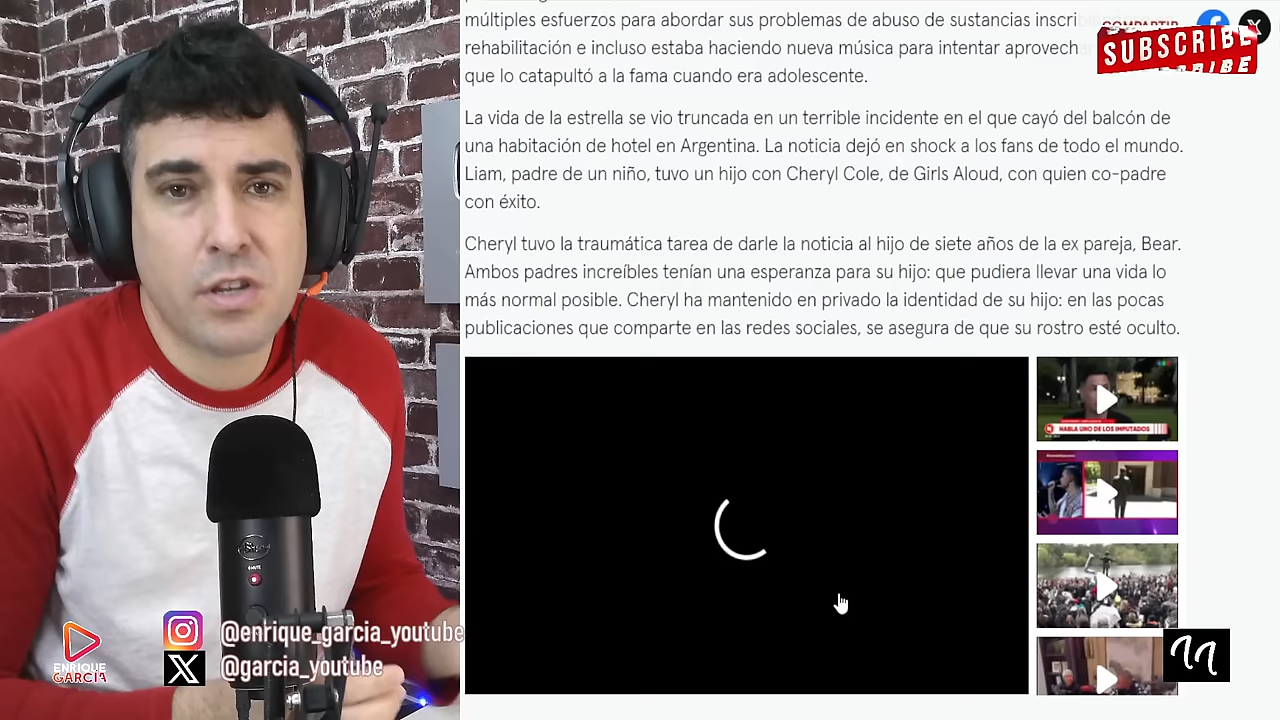 múltiples esfuerzos para abordar sus problemas de abuso de sustancias
COMPARTIR
rehabilitación e incluso estaba haciendo nueva música para intentar
SUBSCRIBE
que lo catapultó a la fama cuando era adolescente.
La vida de la estrella se vio truncada en un terrible incidente en el que cayó del balcón de
una habitación de hotel en Argentina. La noticia dejó en shock a los fans de todo el mundo.
Liam, padre de un niño, tuvo un hijo con Cheryl Cole, de Girls Aloud, con quien co-padre
con éxito.
Cheryl tuvo la traumática tarea de darle la noticia al hijo de siete años de la ex pareja, Bear.
Ambos padres increíbles tenían una esperanza para su hijo: que pudiera llevar una vida lo
más normal posible. Cheryl ha mantenido en privado la identidad de su hijo: en las pocas
publicaciones que comparte en las redes sociales, se asegura de que su rostro esté oculto.
HABLA UNO DE LOS IMPUTADOS
MUTE
@enrique_garcia_youtube
@garcia_youtube
ENRIQUE
GARCIA